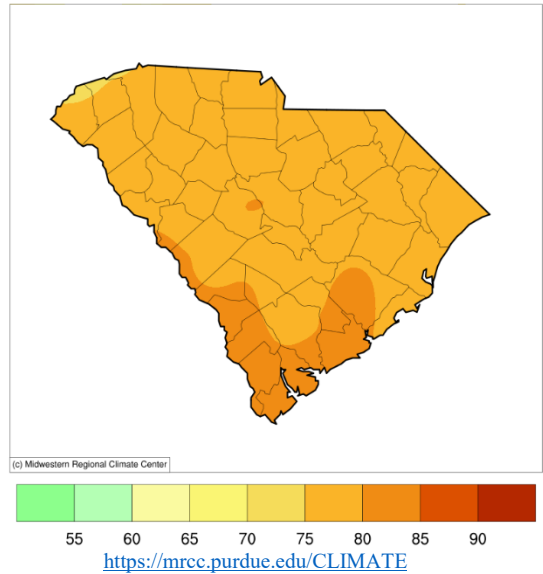 (c) Midwestern Regional Climate Center
55 60 65 70 75 80 85 90
https://mrcc.purdue.edu/CLIMATE